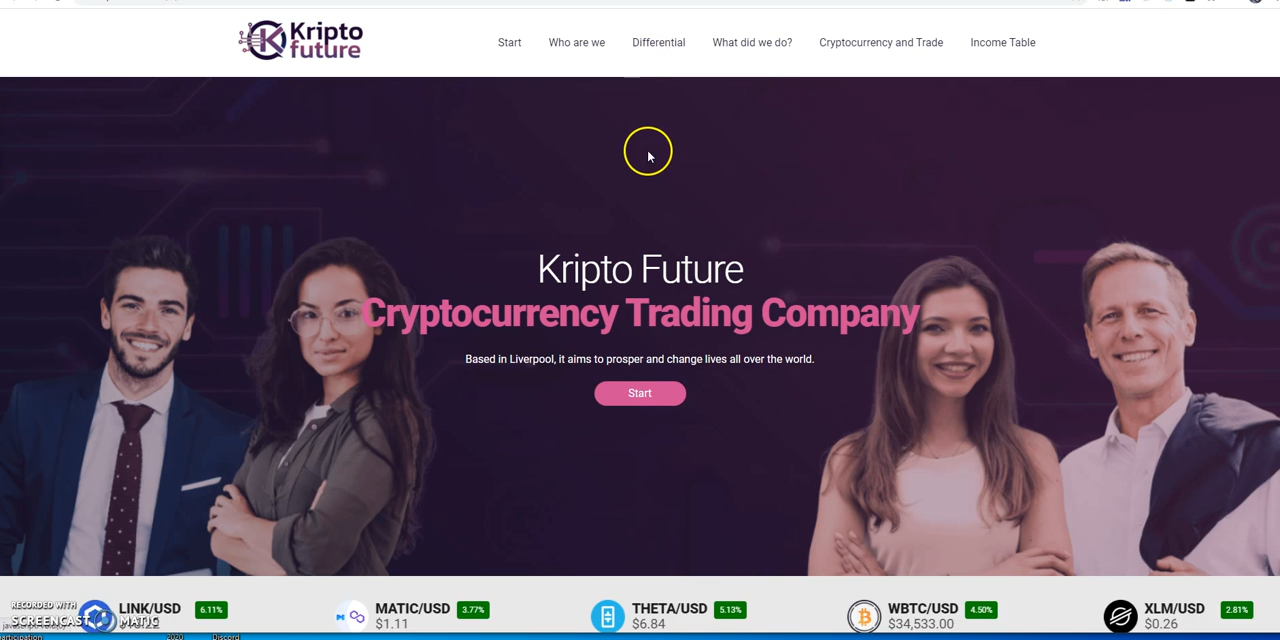 Kripto
future
Start
Who are we
Differential
What did we do?
Cryptocurrency and Trade
Income Table
Kripto Future
Cryptocurrency Trading Company
Based in Liverpool, it aims to prosper and change lives all over the world.
Start
LINK/USD 6.11%
MATIC/USD 3.77%
$1.11
THETA/USD 5.13%
$6.84
WBTC/USD 4.50%
$34,533.00
XLM/USD 2.81%
$0.26
RECORDED WITH
SCREENCAST MATIC
2020
Discord